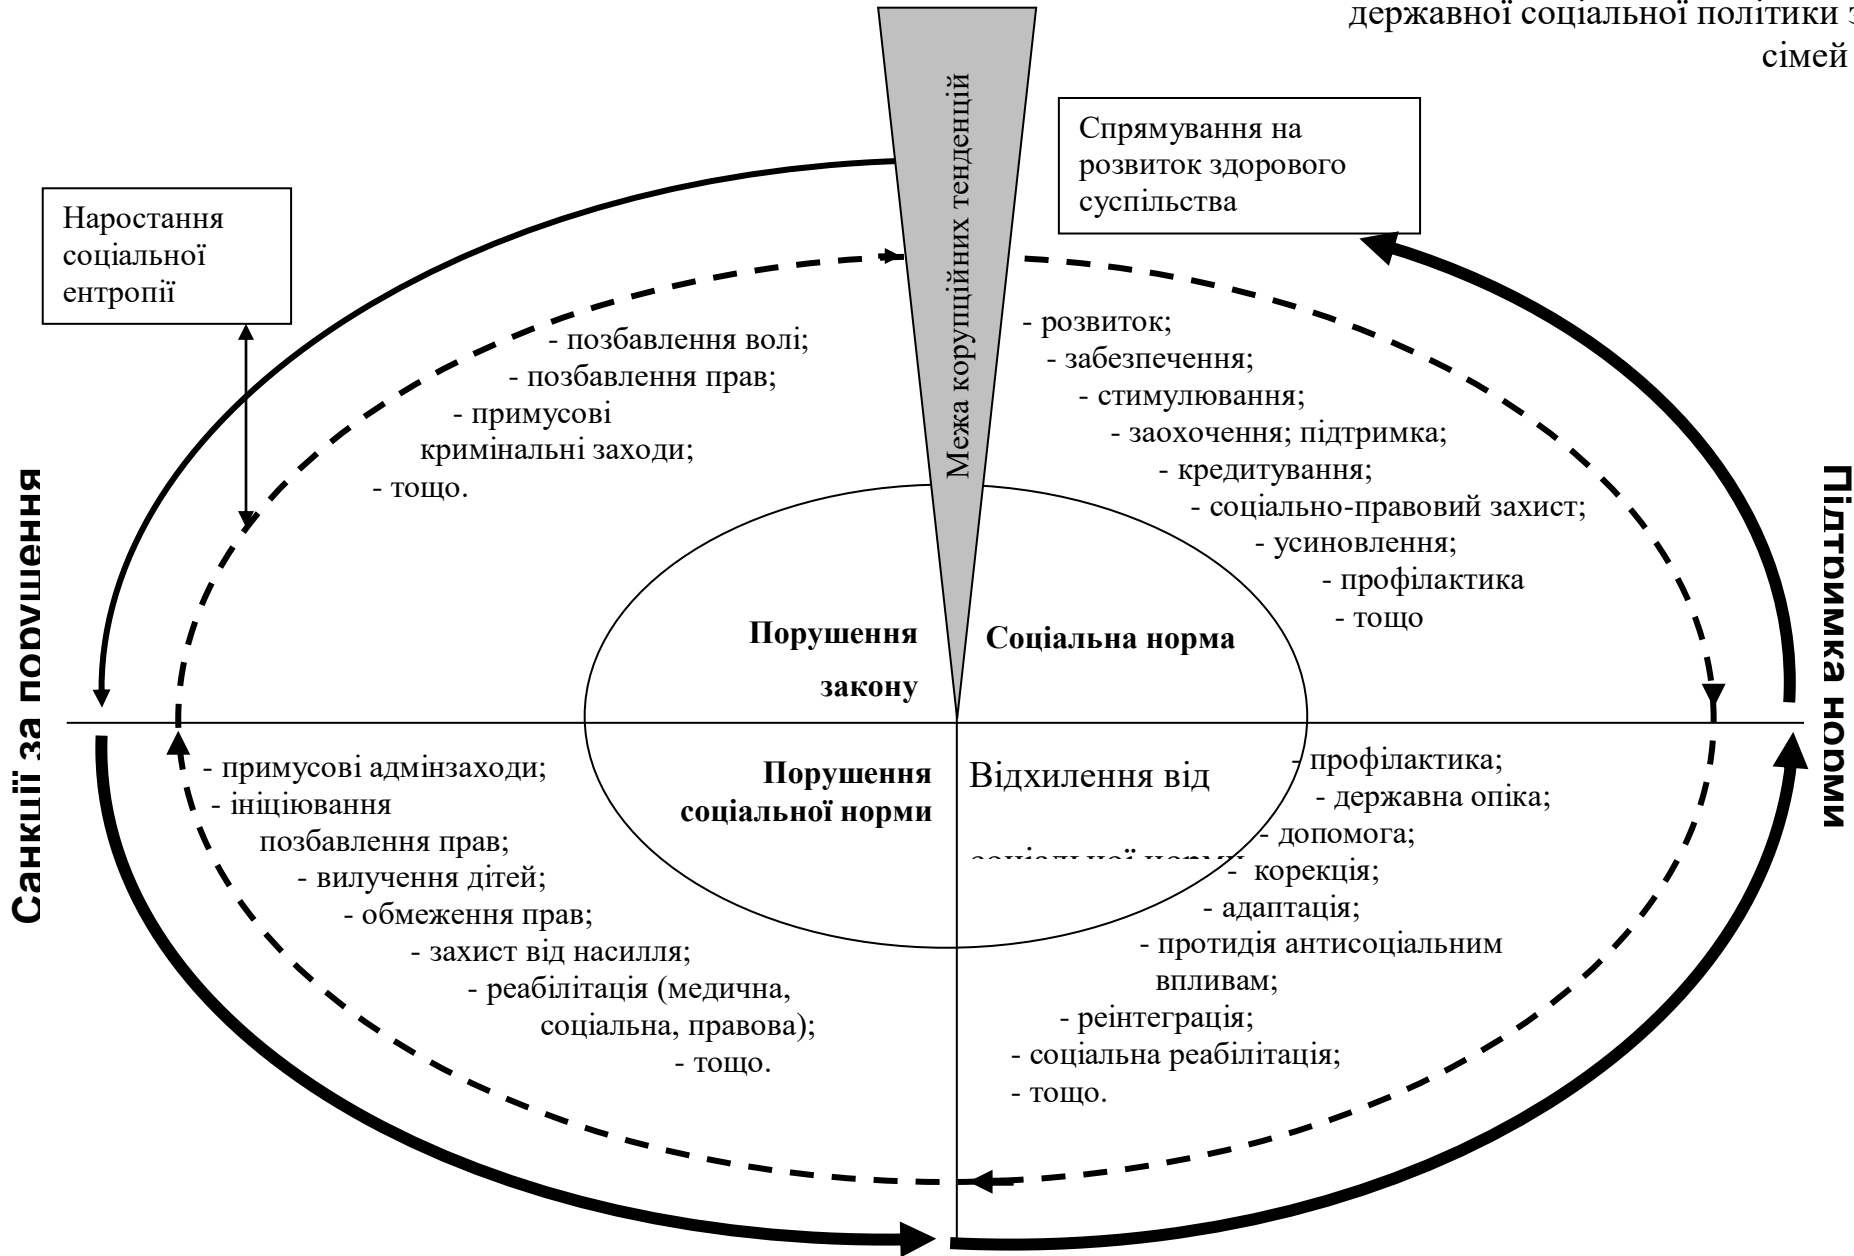 державної соціальної політики з
сімей
Спрямування на
розвиток здорового
суспільства
Наростання
соціальної
ентропії
Межа корупційних тенденцій
- позбавлення волі;
- позбавлення прав;
- примусові
кримінальні заходи;
- тощо.
- розвиток;
- забезпечення;
- стимулювання;
- заохочення; підтримка;
- кредитування;
- соціально-правовий захист;
- усиновлення;
- профілактика
- тощо
Санкції за порушення
Підтримка норми
Порушення
закону
Соціальна норма
Порушення
соціальної норми
Відхилення від
соціальної норми
- примусові адмінзаходи;
- ініціювання
позбавлення прав;
- вилучення дітей;
- обмеження прав;
- захист від насилля;
- реабілітація (медична,
соціальна, правова);
- тощо.
- профілактика;
- державна опіка;
- допомога;
- корекція;
- адаптація;
- протидія антисоціальним
впливам;
- реінтеграція;
- соціальна реабілітація;
- тощо.